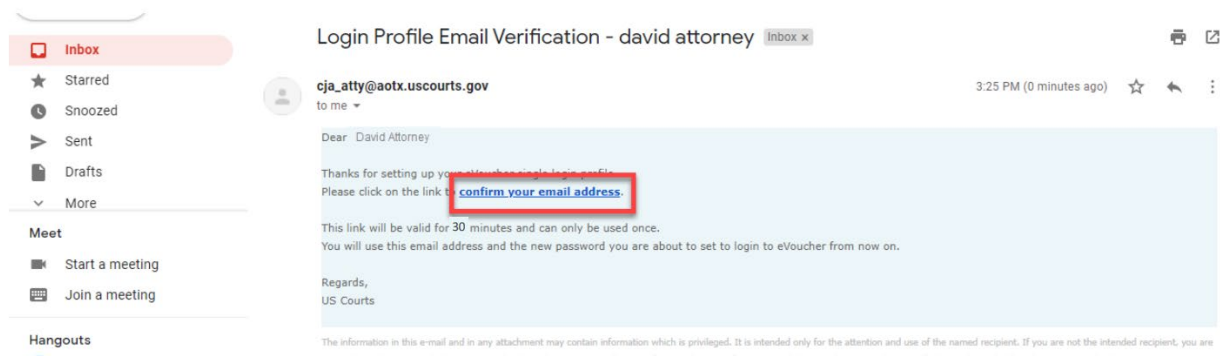 Inbox
Starred
Snoozed
Sent
Drafts
More
Meet
Start a meeting
Join a meeting
Hangouts
Login Profile Email Verification - david attorney Inbox x
cja_atty@aotx.uscourts.gov 3:25 PM (0 minutes ago)
to me
Dear David Attorney
Thanks for setting up your eVoucher single login profile.
Please click on the link to confirm your email address.
This link will be valid for 30 minutes and can only be used once.
You will use this email address and the new password you are about to set to login to eVoucher from now on.
Regards,
US Courts
The information in this e-mail and in any attachment may contain information which is privileged. It is intended only for the attention and use of the named recipient. If you are not the intended recipient, you are